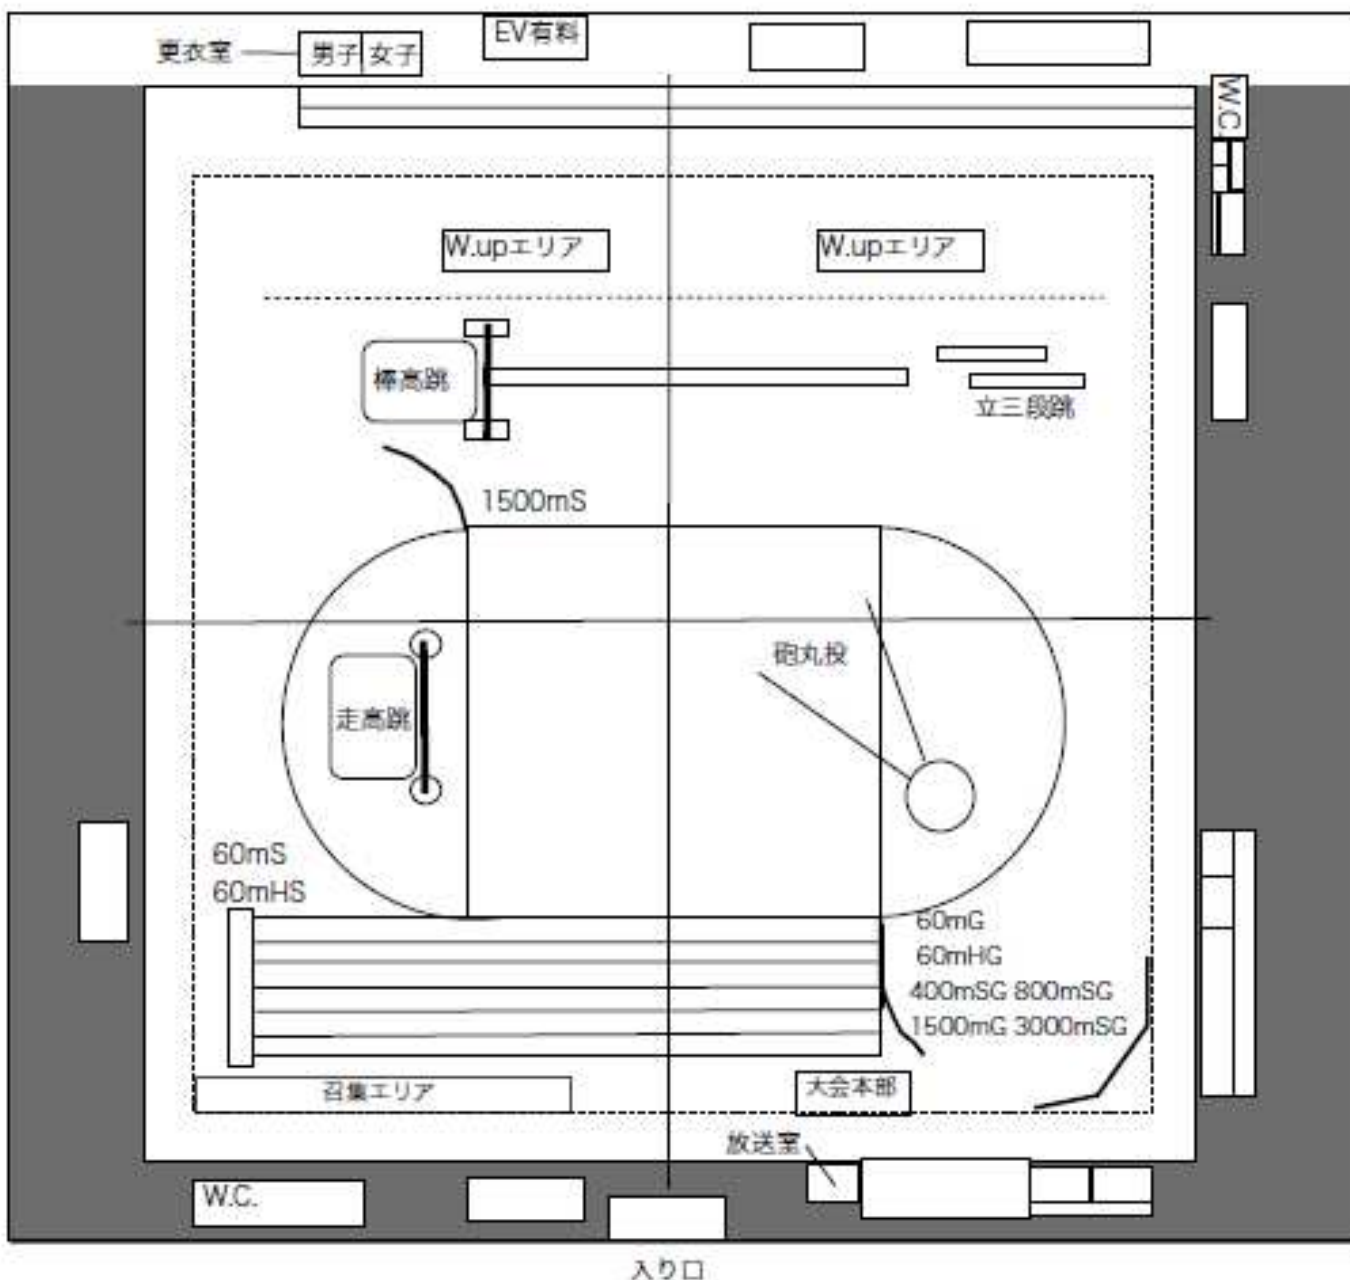 EV有料
更衣室
男子 女子
W.C.
W.upエリア W.upエリア
棒高跳
立三段跳
1500mS
砲丸投
走高跳
60mS
60mHS
60mG
60mHG
400mSG 800mSG
1500mG 3000mSG
召集エリア
大会本部
放送室
W.C.
入り口